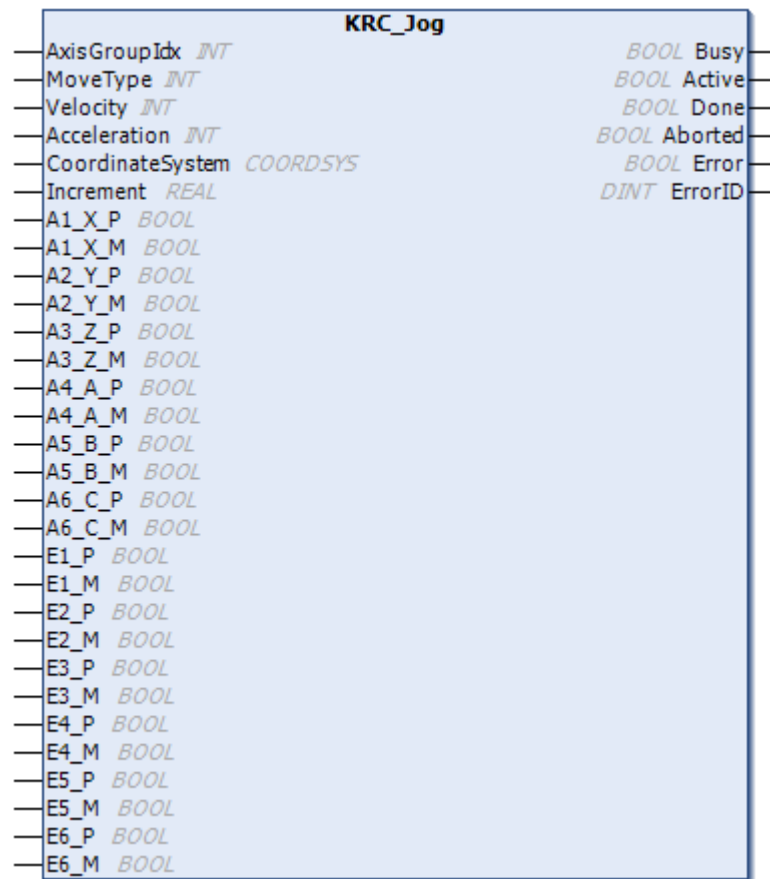 KRC_Jog
AxisGroupIdx INT BOOL Busy
MoveType INT BOOL Active
Velocity INT BOOL Done
Acceleration INT BOOL Aborted
CoordinateSystem COORDSYS BOOL Error
Increment REAL DINT ErrorID
A1_X_P BOOL
A1_X_M BOOL
A2_Y_P BOOL
A2_Y_M BOOL
A3_Z_P BOOL
A3_Z_M BOOL
A4_A_P BOOL
A4_A_M BOOL
A5_B_P BOOL
A5_B_M BOOL
A6_C_P BOOL
A6_C_M BOOL
E1_P BOOL
E1_M BOOL
E2_P BOOL
E2_M BOOL
E3_P BOOL
E3_M BOOL
E4_P BOOL
E4_M BOOL
E5_P BOOL
E5_M BOOL
E6_P BOOL
E6_M BOOL